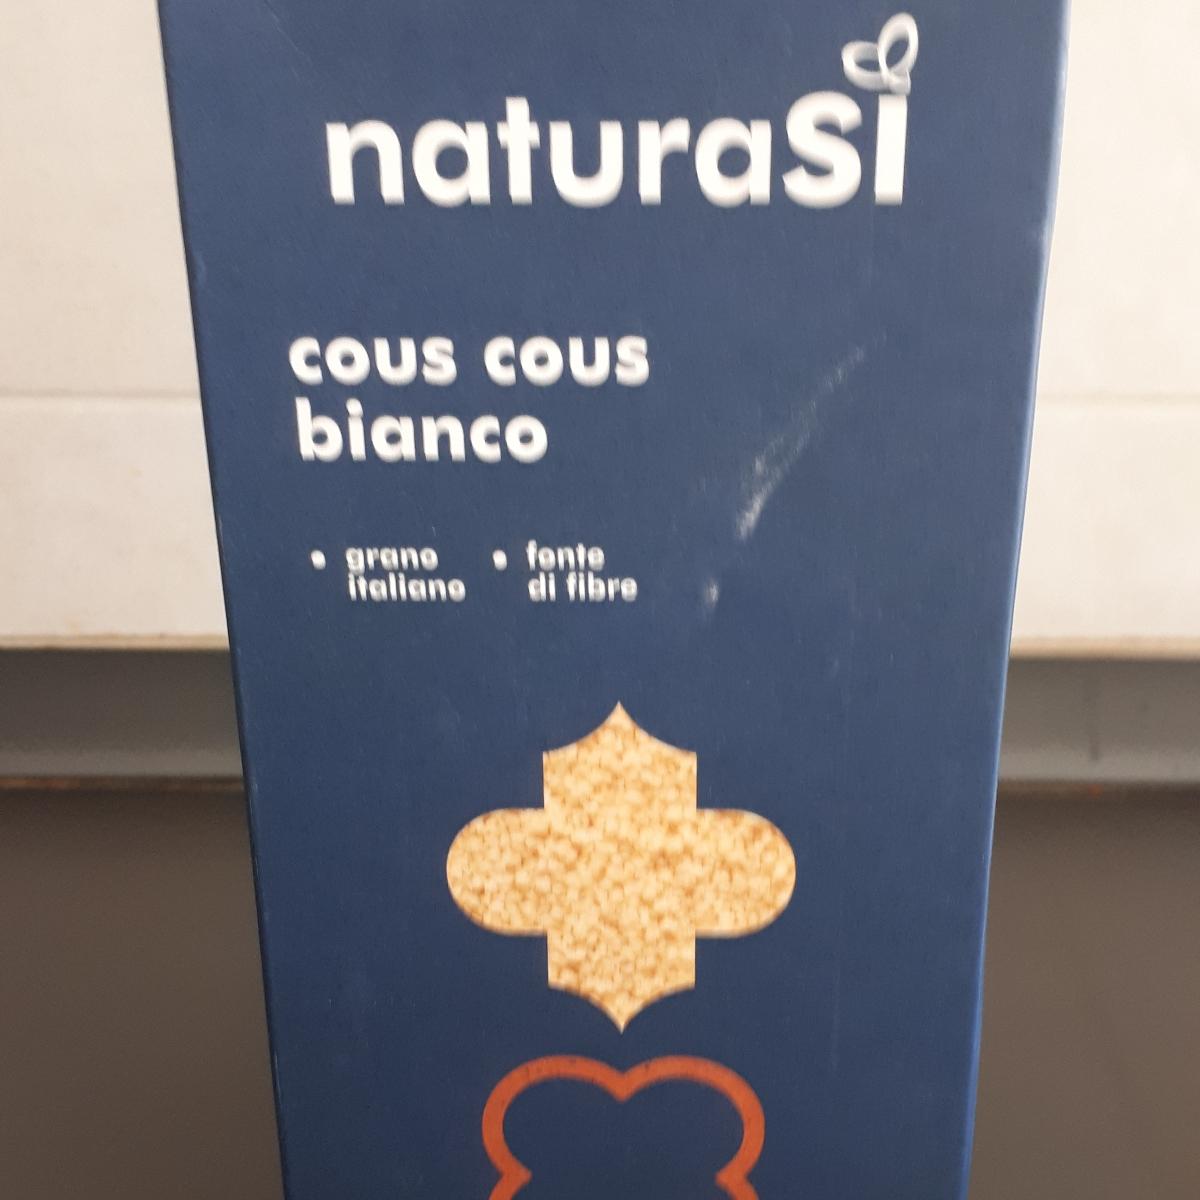 naturaSì
cous cous
bianco
• grano • fonte
italiano di fibre